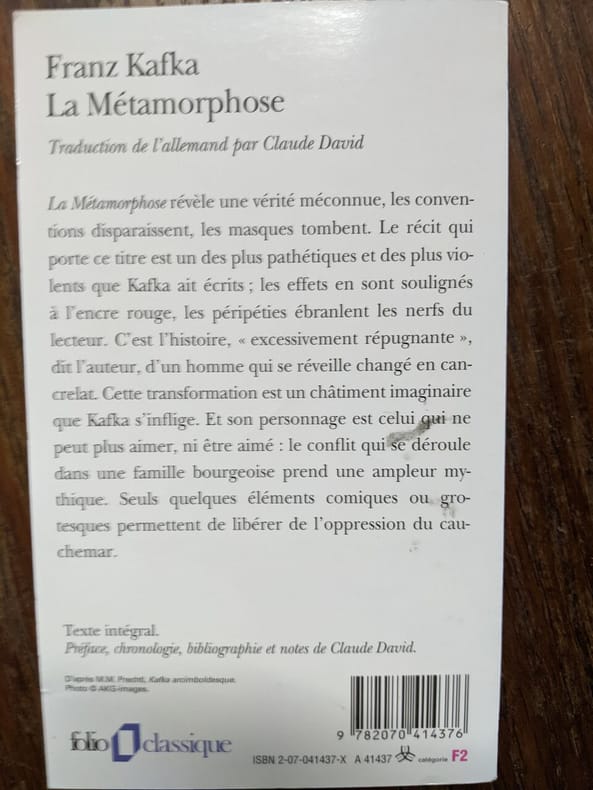 Franz Kafka
La Métamorphose
Traduction de l'allemand par Claude David
La Métamorphose révèle une vérité méconnue, les conven-
tions disparaissent, les masques tombent. Le récit qui
porte ce titre est un des plus pathétiques et des plus vio-
lents que Kafka ait écrits ; les effets en sont soulignés
à l'encre rouge, les péripéties ébranlent les nerfs du
lecteur. C'est l'histoire, « excessivement répugnante »,
dit l'auteur, d'un homme qui se réveille changé en can-
crelat. Cette transformation est un châtiment imaginaire
que Kafka s'inflige. Et son personnage est celui qui ne
peut plus aimer, ni être aimé : le conflit qui se déroule
dans une famille bourgeoise prend une ampleur my-
thique. Seuls quelques éléments comiques ou gro-
tesques permettent de libérer de l'oppression du cau-
chemar.
Texte intégral.
Préface, chronologie, bibliographie et notes de Claude David.
D'après M.M. Prechtl, Kafka arcimboldesque.
Photo © AKG-images.
9 782070 414376
folio classique
ISBN 2-07-041437-X A 41437 catégorie F2